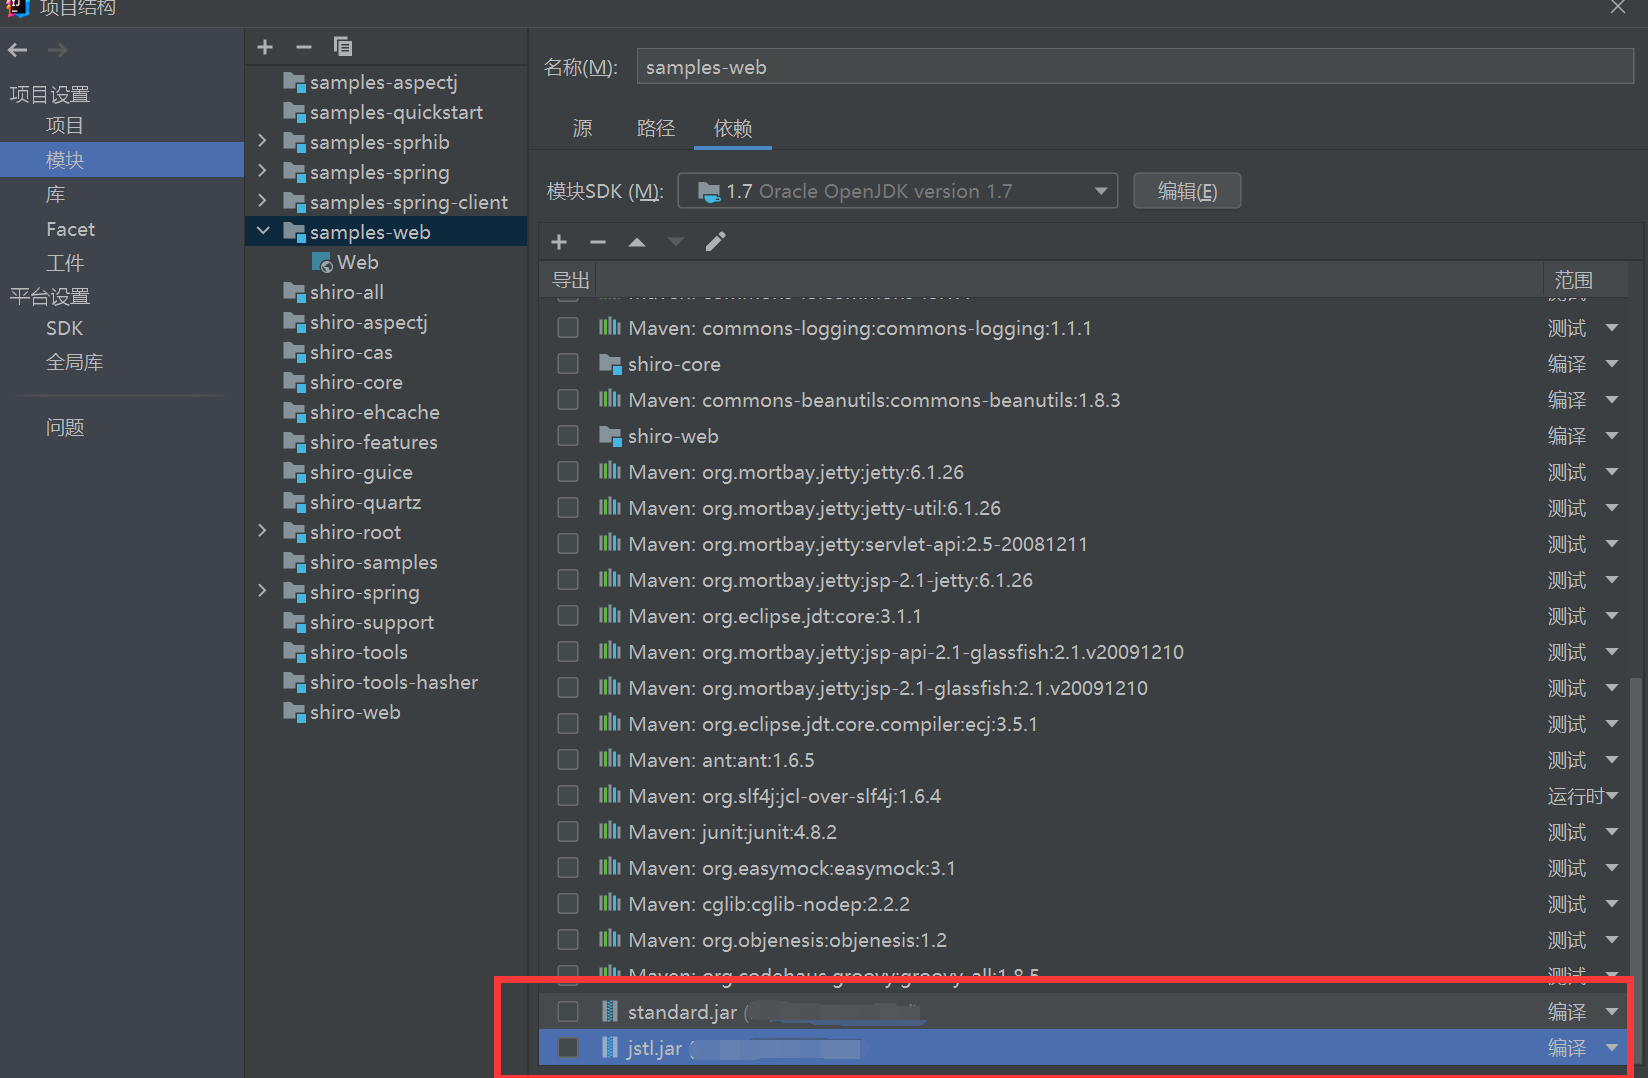 项目结构
项目设置
项目
模块
库
Facet
工件
平台设置
SDK
全局库
问题
samples-aspectj
samples-quickstart
samples-sprhib
samples-spring
samples-spring-client
samples-web
Web
shiro-all
shiro-aspectj
shiro-cas
shiro-core
shiro-ehcache
shiro-features
shiro-guice
shiro-quartz
shiro-root
shiro-samples
shiro-spring
shiro-support
shiro-tools
shiro-tools-hasher
shiro-web
名称(M): samples-web
源 路径 依赖
模块SDK (M): 1.7 Oracle OpenJDK version 1.7 编辑(E)
导出 范围
Maven: commons-logging:commons-logging:1.1.1 测试
shiro-core 编译
Maven: commons-beanutils:commons-beanutils:1.8.3 编译
shiro-web 编译
Maven: org.mortbay.jetty:jetty:6.1.26 测试
Maven: org.mortbay.jetty:jetty-util:6.1.26 测试
Maven: org.mortbay.jetty:servlet-api:2.5-20081211 测试
Maven: org.mortbay.jetty:jsp-2.1-jetty:6.1.26 测试
Maven: org.eclipse.jdt:core:3.1.1 测试
Maven: org.mortbay.jetty:jsp-api-2.1-glassfish:2.1.v20091210 测试
Maven: org.mortbay.jetty:jsp-2.1-glassfish:2.1.v20091210 测试
Maven: org.eclipse.jdt.core.compiler:ecj:3.5.1 测试
Maven: ant:ant:1.6.5 测试
Maven: org.slf4j:jcl-over-slf4j:1.6.4 运行时
Maven: junit:junit:4.8.2 测试
Maven: org.easymock:easymock:3.1 测试
Maven: cglib:cglib-nodep:2.2.2 测试
Maven: org.objenesis:objenesis:1.2 测试
Maven: org.codehaus.groovy:groovy-all:1.8.5 测试
standard.jar ( 编译
jstl.jar ( 编译